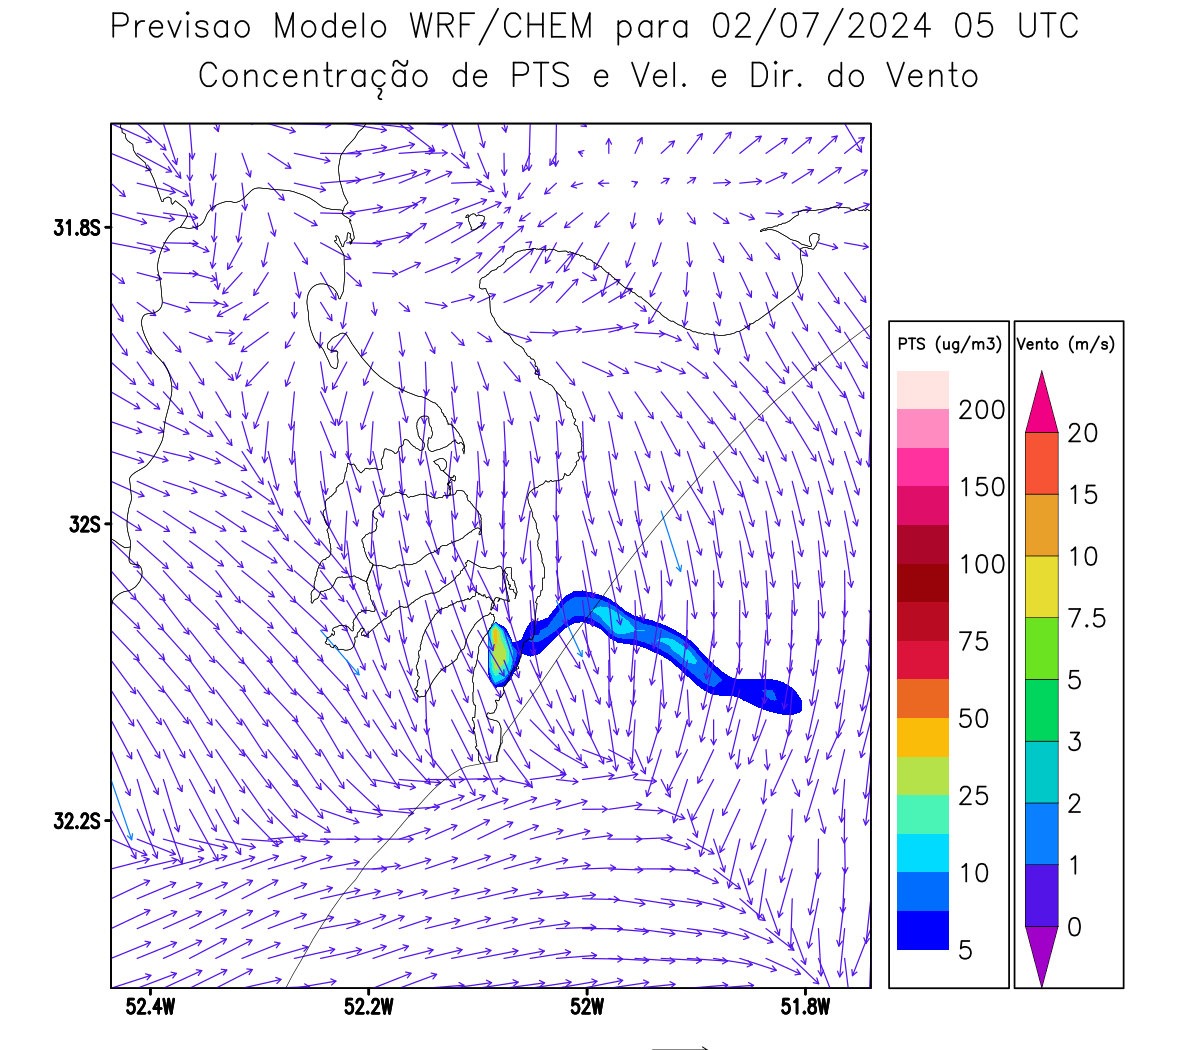 Previsao Modelo WRF/CHEM para 02/07/2024 05 UTC
Concentração de PTS e Vel. e Dir. do Vento
31.8S
32S
32.2S
52.4W 52.2W 52W 51.8W
PTS (ug/m3)
200
150
100
75
50
25
10
5
Vento (m/s)
20
15
10
7.5
5
3
2
1
0